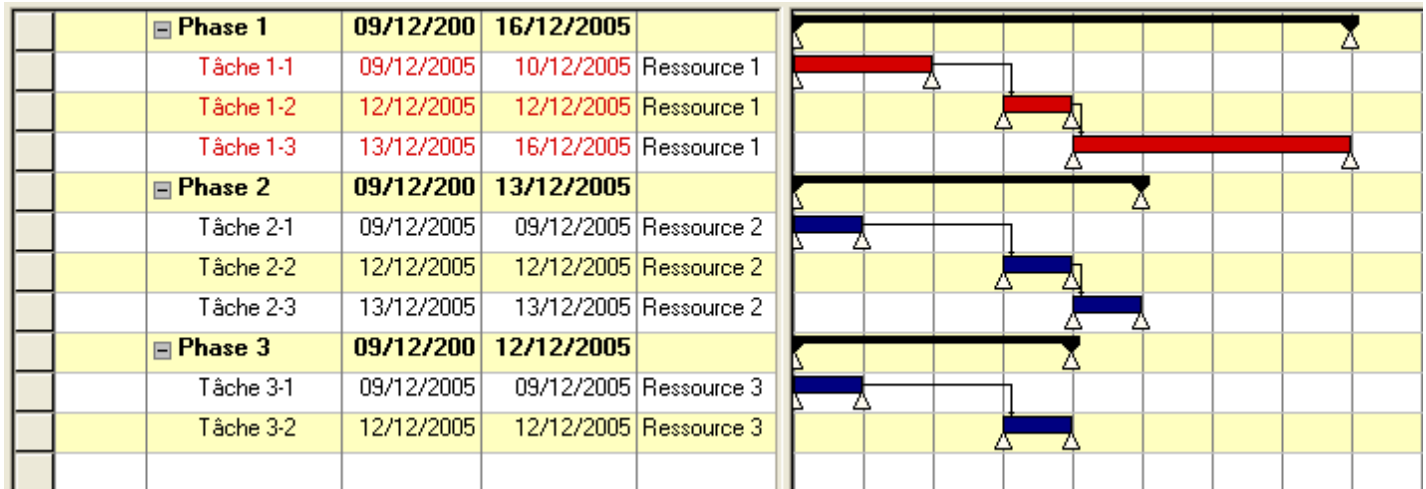 Phase 1 09/12/200 16/12/2005
Tâche 1-1 09/12/2005 10/12/2005 Ressource 1
Tâche 1-2 12/12/2005 12/12/2005 Ressource 1
Tâche 1-3 13/12/2005 16/12/2005 Ressource 1
Phase 2 09/12/200 13/12/2005
Tâche 2-1 09/12/2005 09/12/2005 Ressource 2
Tâche 2-2 12/12/2005 12/12/2005 Ressource 2
Tâche 2-3 13/12/2005 13/12/2005 Ressource 2
Phase 3 09/12/200 12/12/2005
Tâche 3-1 09/12/2005 09/12/2005 Ressource 3
Tâche 3-2 12/12/2005 12/12/2005 Ressource 3